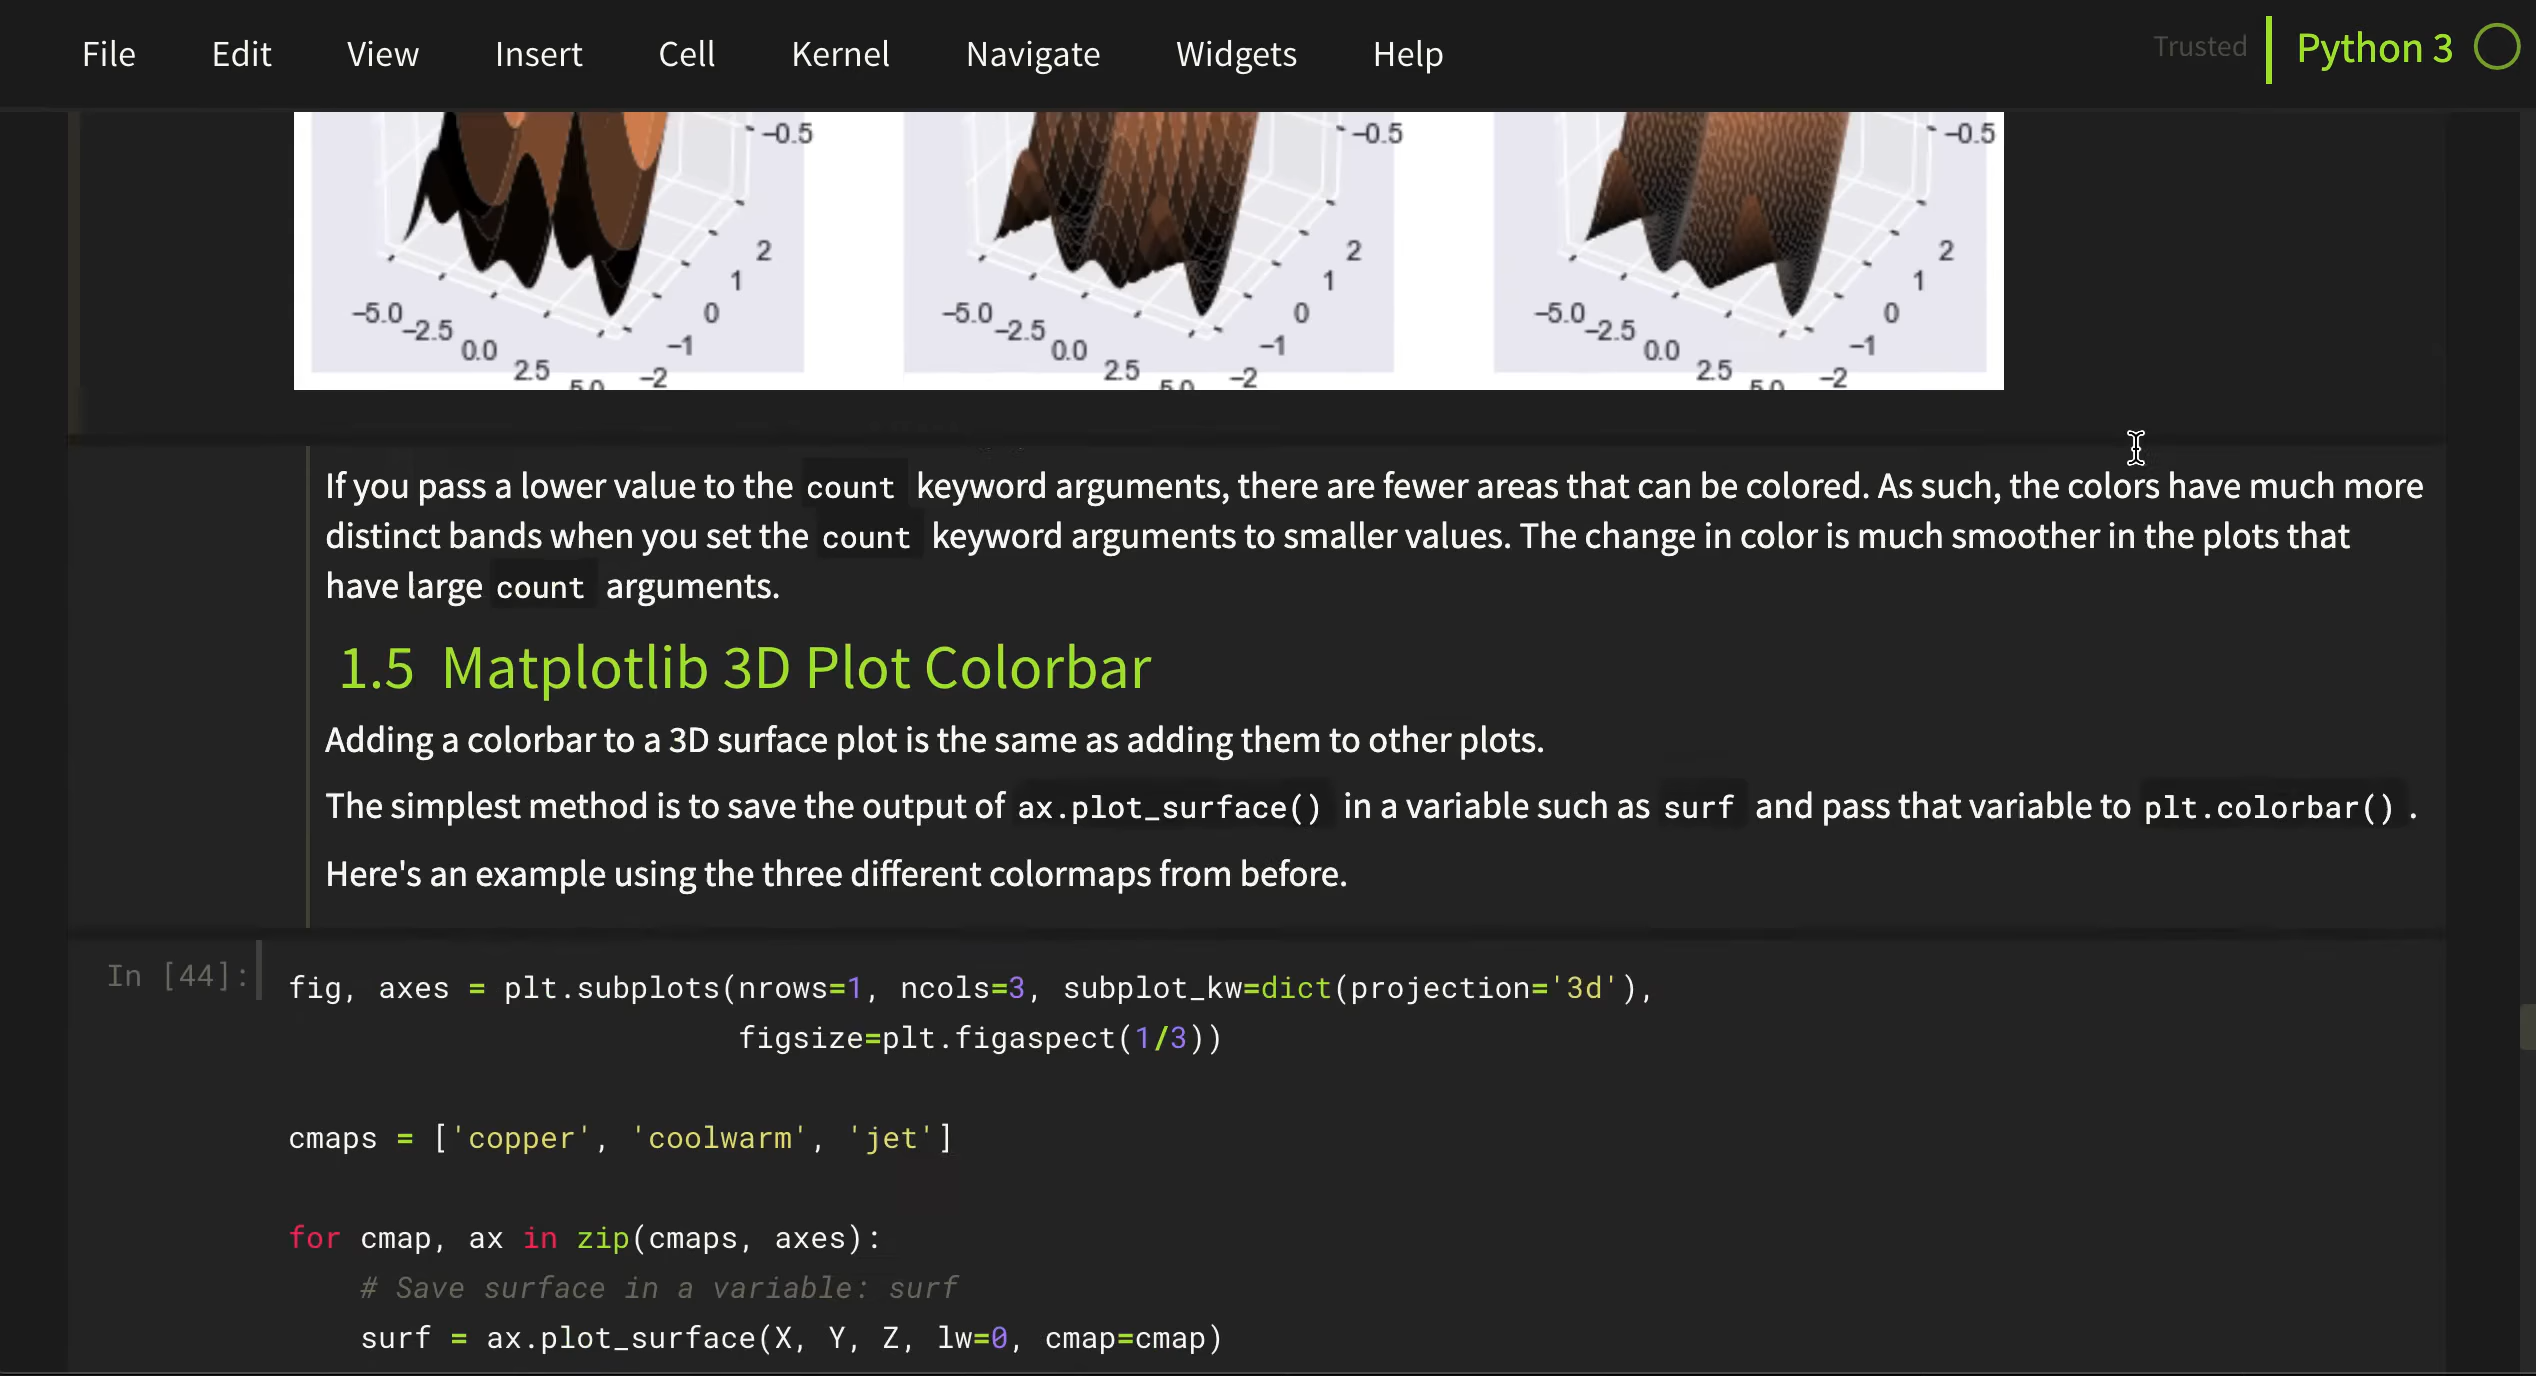 File Edit View Insert Cell Kernel Navigate Widgets Help Trusted Python 3
−0.5 −0.5 −0.5
2 2 2
1 1 1
−5.0 0 −5.0 0 −5.0 0
−2.5 −2.5 −2.5
0.0 −1 0.0 −1 0.0 −1
2.5 −2 2.5 −2 2.5 −2
5.0 5.0 5.0
If you pass a lower value to the count keyword arguments, there are fewer areas that can be colored. As such, the colors have much more
distinct bands when you set the count keyword arguments to smaller values. The change in color is much smoother in the plots that
have large count arguments.
1.5 Matplotlib 3D Plot Colorbar
Adding a colorbar to a 3D surface plot is the same as adding them to other plots.
The simplest method is to save the output of ax.plot_surface() in a variable such as surf and pass that variable to plt.colorbar() .
Here's an example using the three different colormaps from before.
In [44]: fig, axes = plt.subplots(nrows=1, ncols=3, subplot_kw=dict(projection='3d'),
figsize=plt.figaspect(1/3))
cmaps = ['copper', 'coolwarm', 'jet']
for cmap, ax in zip(cmaps, axes):
# Save surface in a variable: surf
surf = ax.plot_surface(X, Y, Z, lw=0, cmap=cmap)